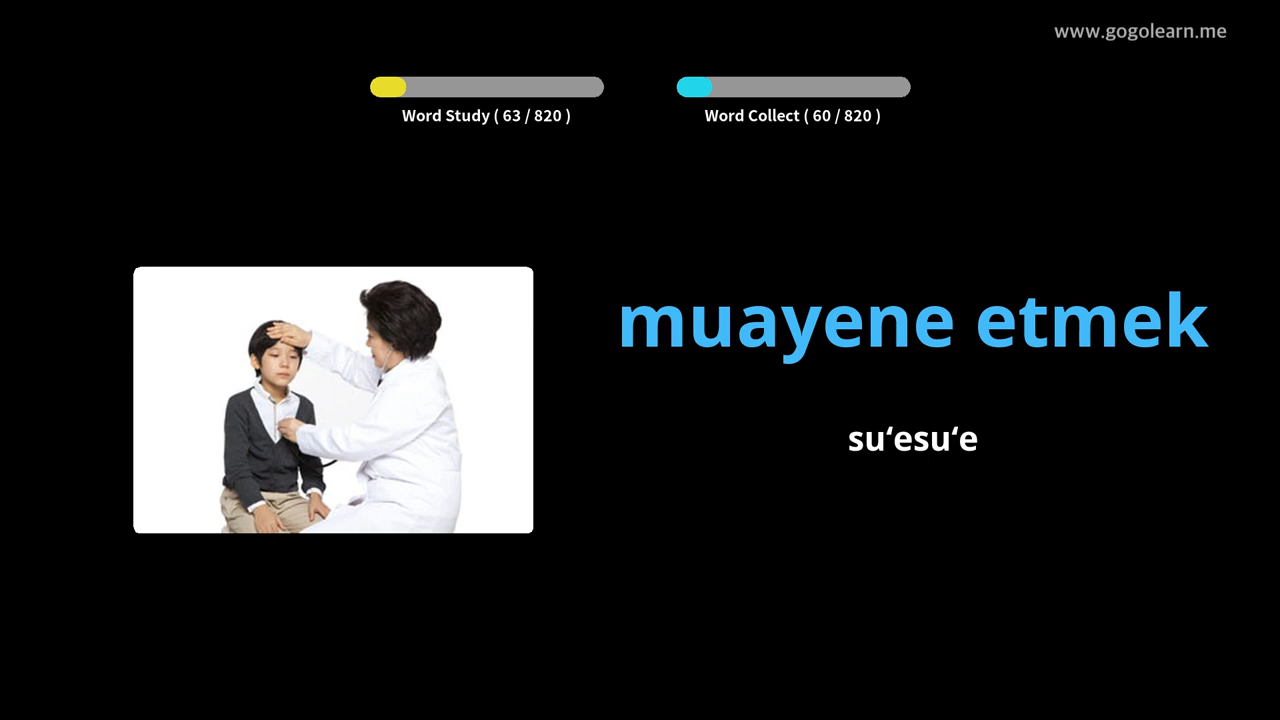 www.gogolearn.me
Word Study ( 63 / 820 )
Word Collect ( 60 / 820 )
muayene etmek
su‘esu‘e